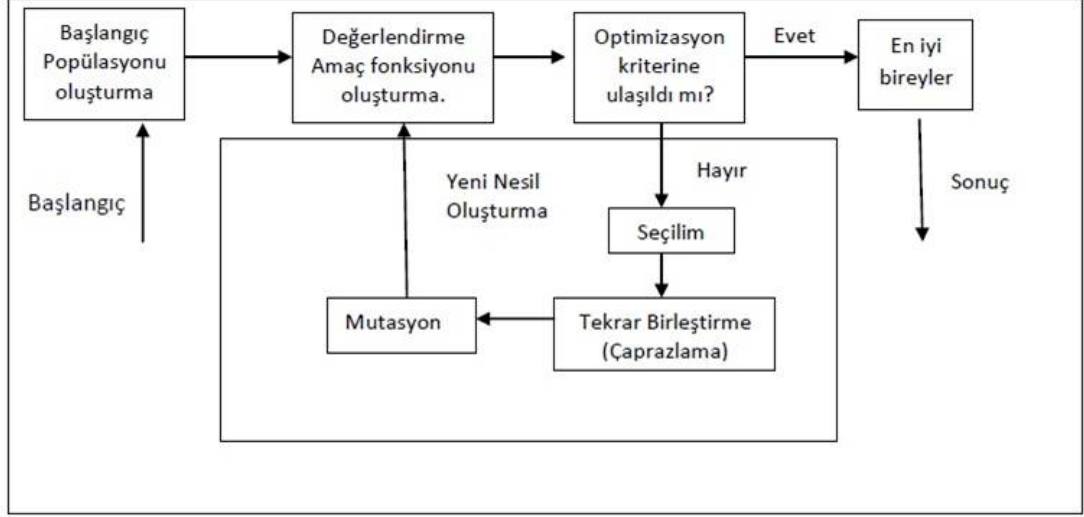 Başlangıç
Popülasyonu
oluşturma
Değerlendirme
Amaç fonksiyonu
oluşturma.
Optimizasyon
kriterine
ulaşıldı mı?
Evet
En iyi
bireyler
Başlangıç
Yeni Nesil
Oluşturma
Hayır
Sonuç
Seçilim
Mutasyon
Tekrar Birleştirme
(Çaprazlama)